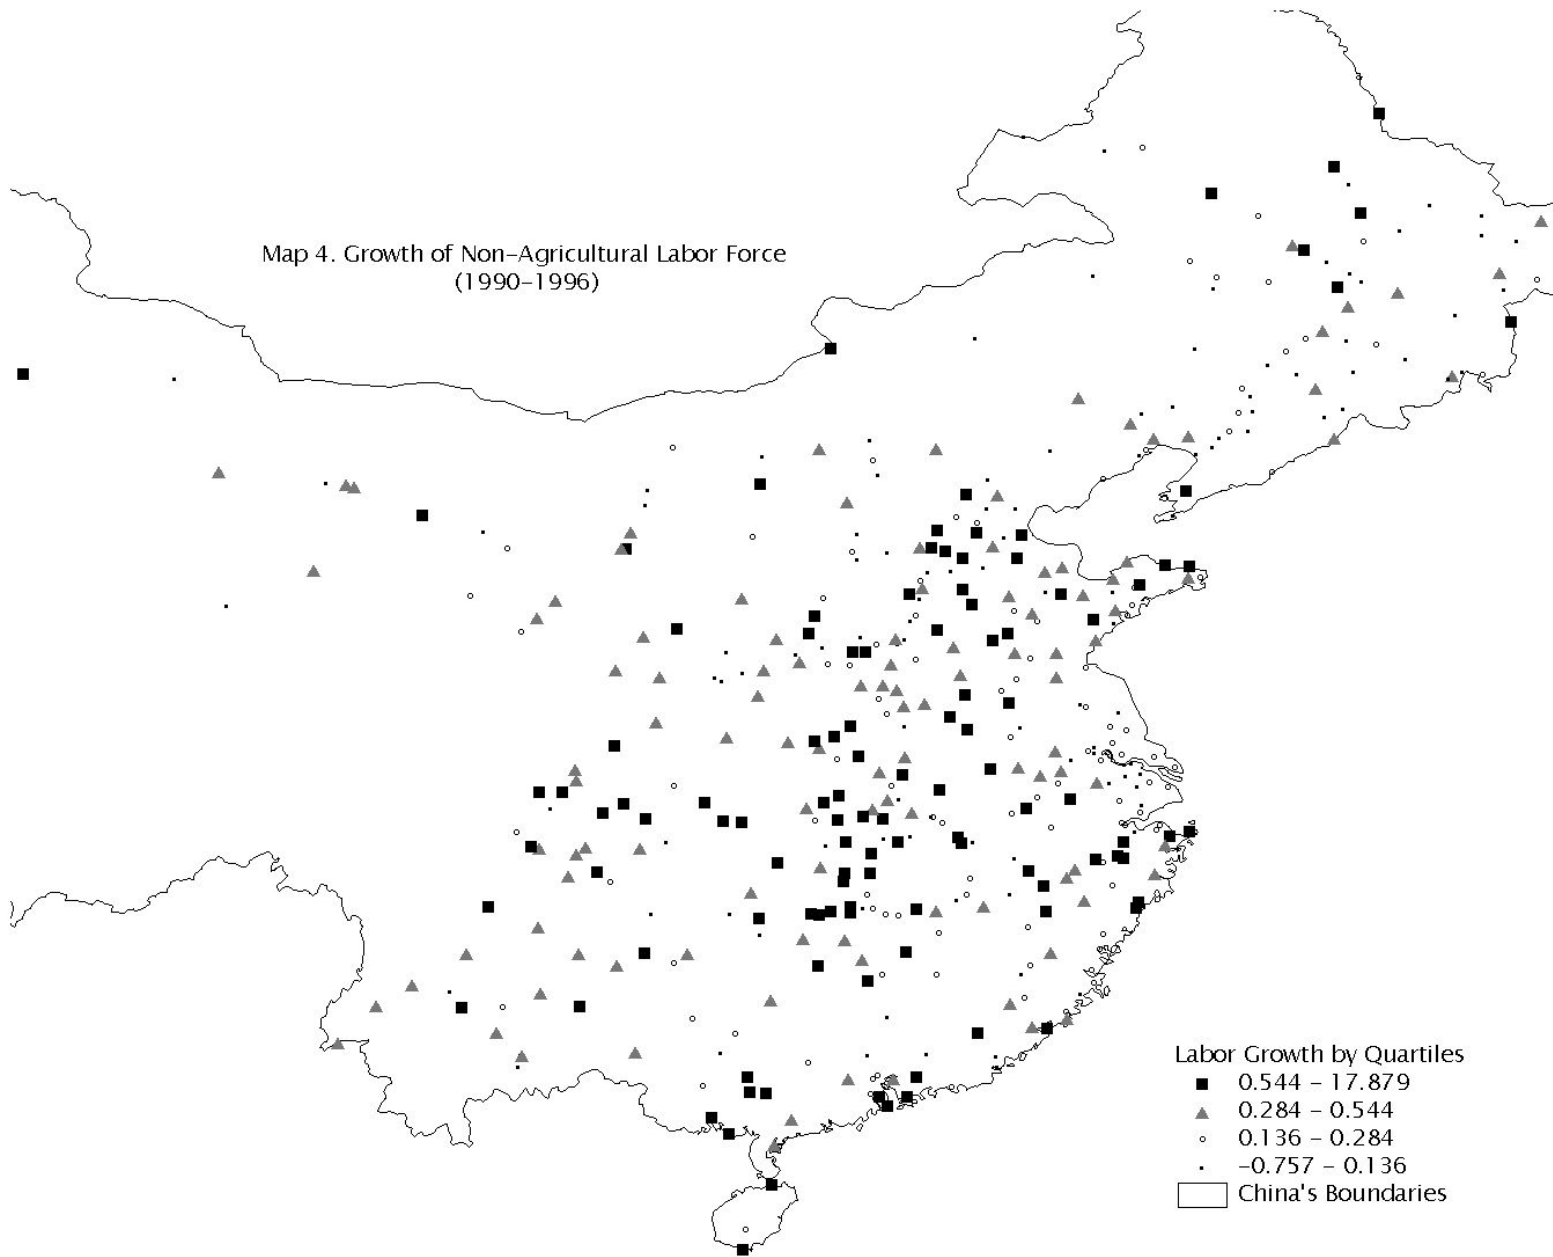 Map 4. Growth of Non-Agricultural Labor Force
(1990-1996)
Labor Growth by Quartiles
0.544 - 17.879
0.284 - 0.544
0.136 - 0.284
-0.757 - 0.136
China's Boundaries